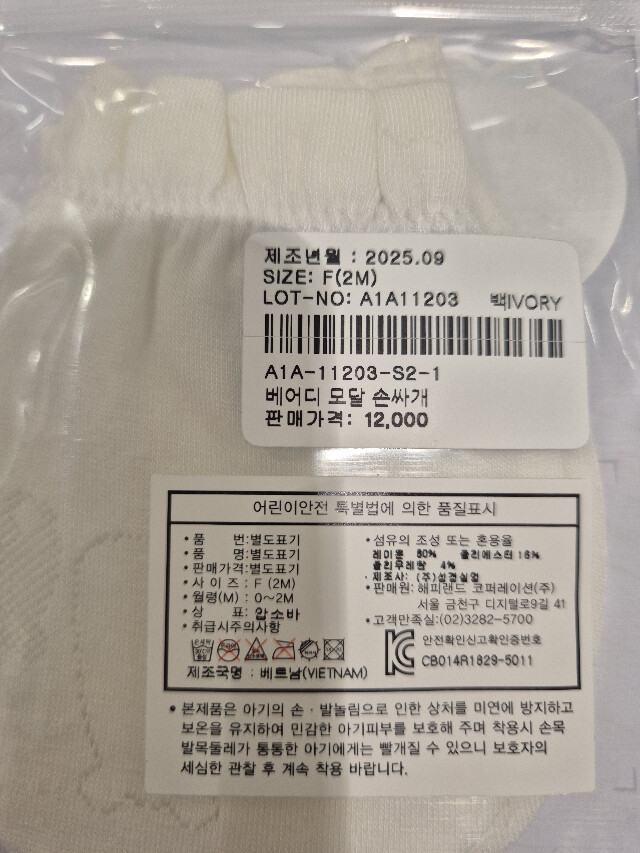 제조년월 : 2025.09
SIZE: F(2M)
LOT-NO: A1A11203 백IVORY
A1A-11203-S2-1
베어디 모달 손싸개
판매가격: 12,000
어린이안전 특별법에 의한 품질표시
• 품 번:별도표기
• 품 명:별도표기
• 판매가격:별도표기
• 사 이 즈 : F (2M)
• 월령(M) : 0~2M
• 상 표: 압소바
• 취급시주의사항
제조국명 : 베트남(VIETNAM)
• 섬유의 조성 또는 혼용율
레이온 80% 폴리에스터 16%
폴리우레탄 4%
• 제조사: (주)성결실업
• 판매원: 해피랜드 코퍼레이션(주)
서울 금천구 디지털로9길 41
• 고객만족실:(02)3282-5700
안전확인신고확인증번호
CB014R1829-5011
• 본제품은 아기의 손 · 발놀림으로 인한 상처를 미연에 방지하고
보온을 유지하여 민감한 아기피부를 보호해 주며 착용시 손목
발목둘레가 통통한 아기에게는 빨개질 수 있으니 보호자의
세심한 관찰 후 계속 착용 바랍니다.